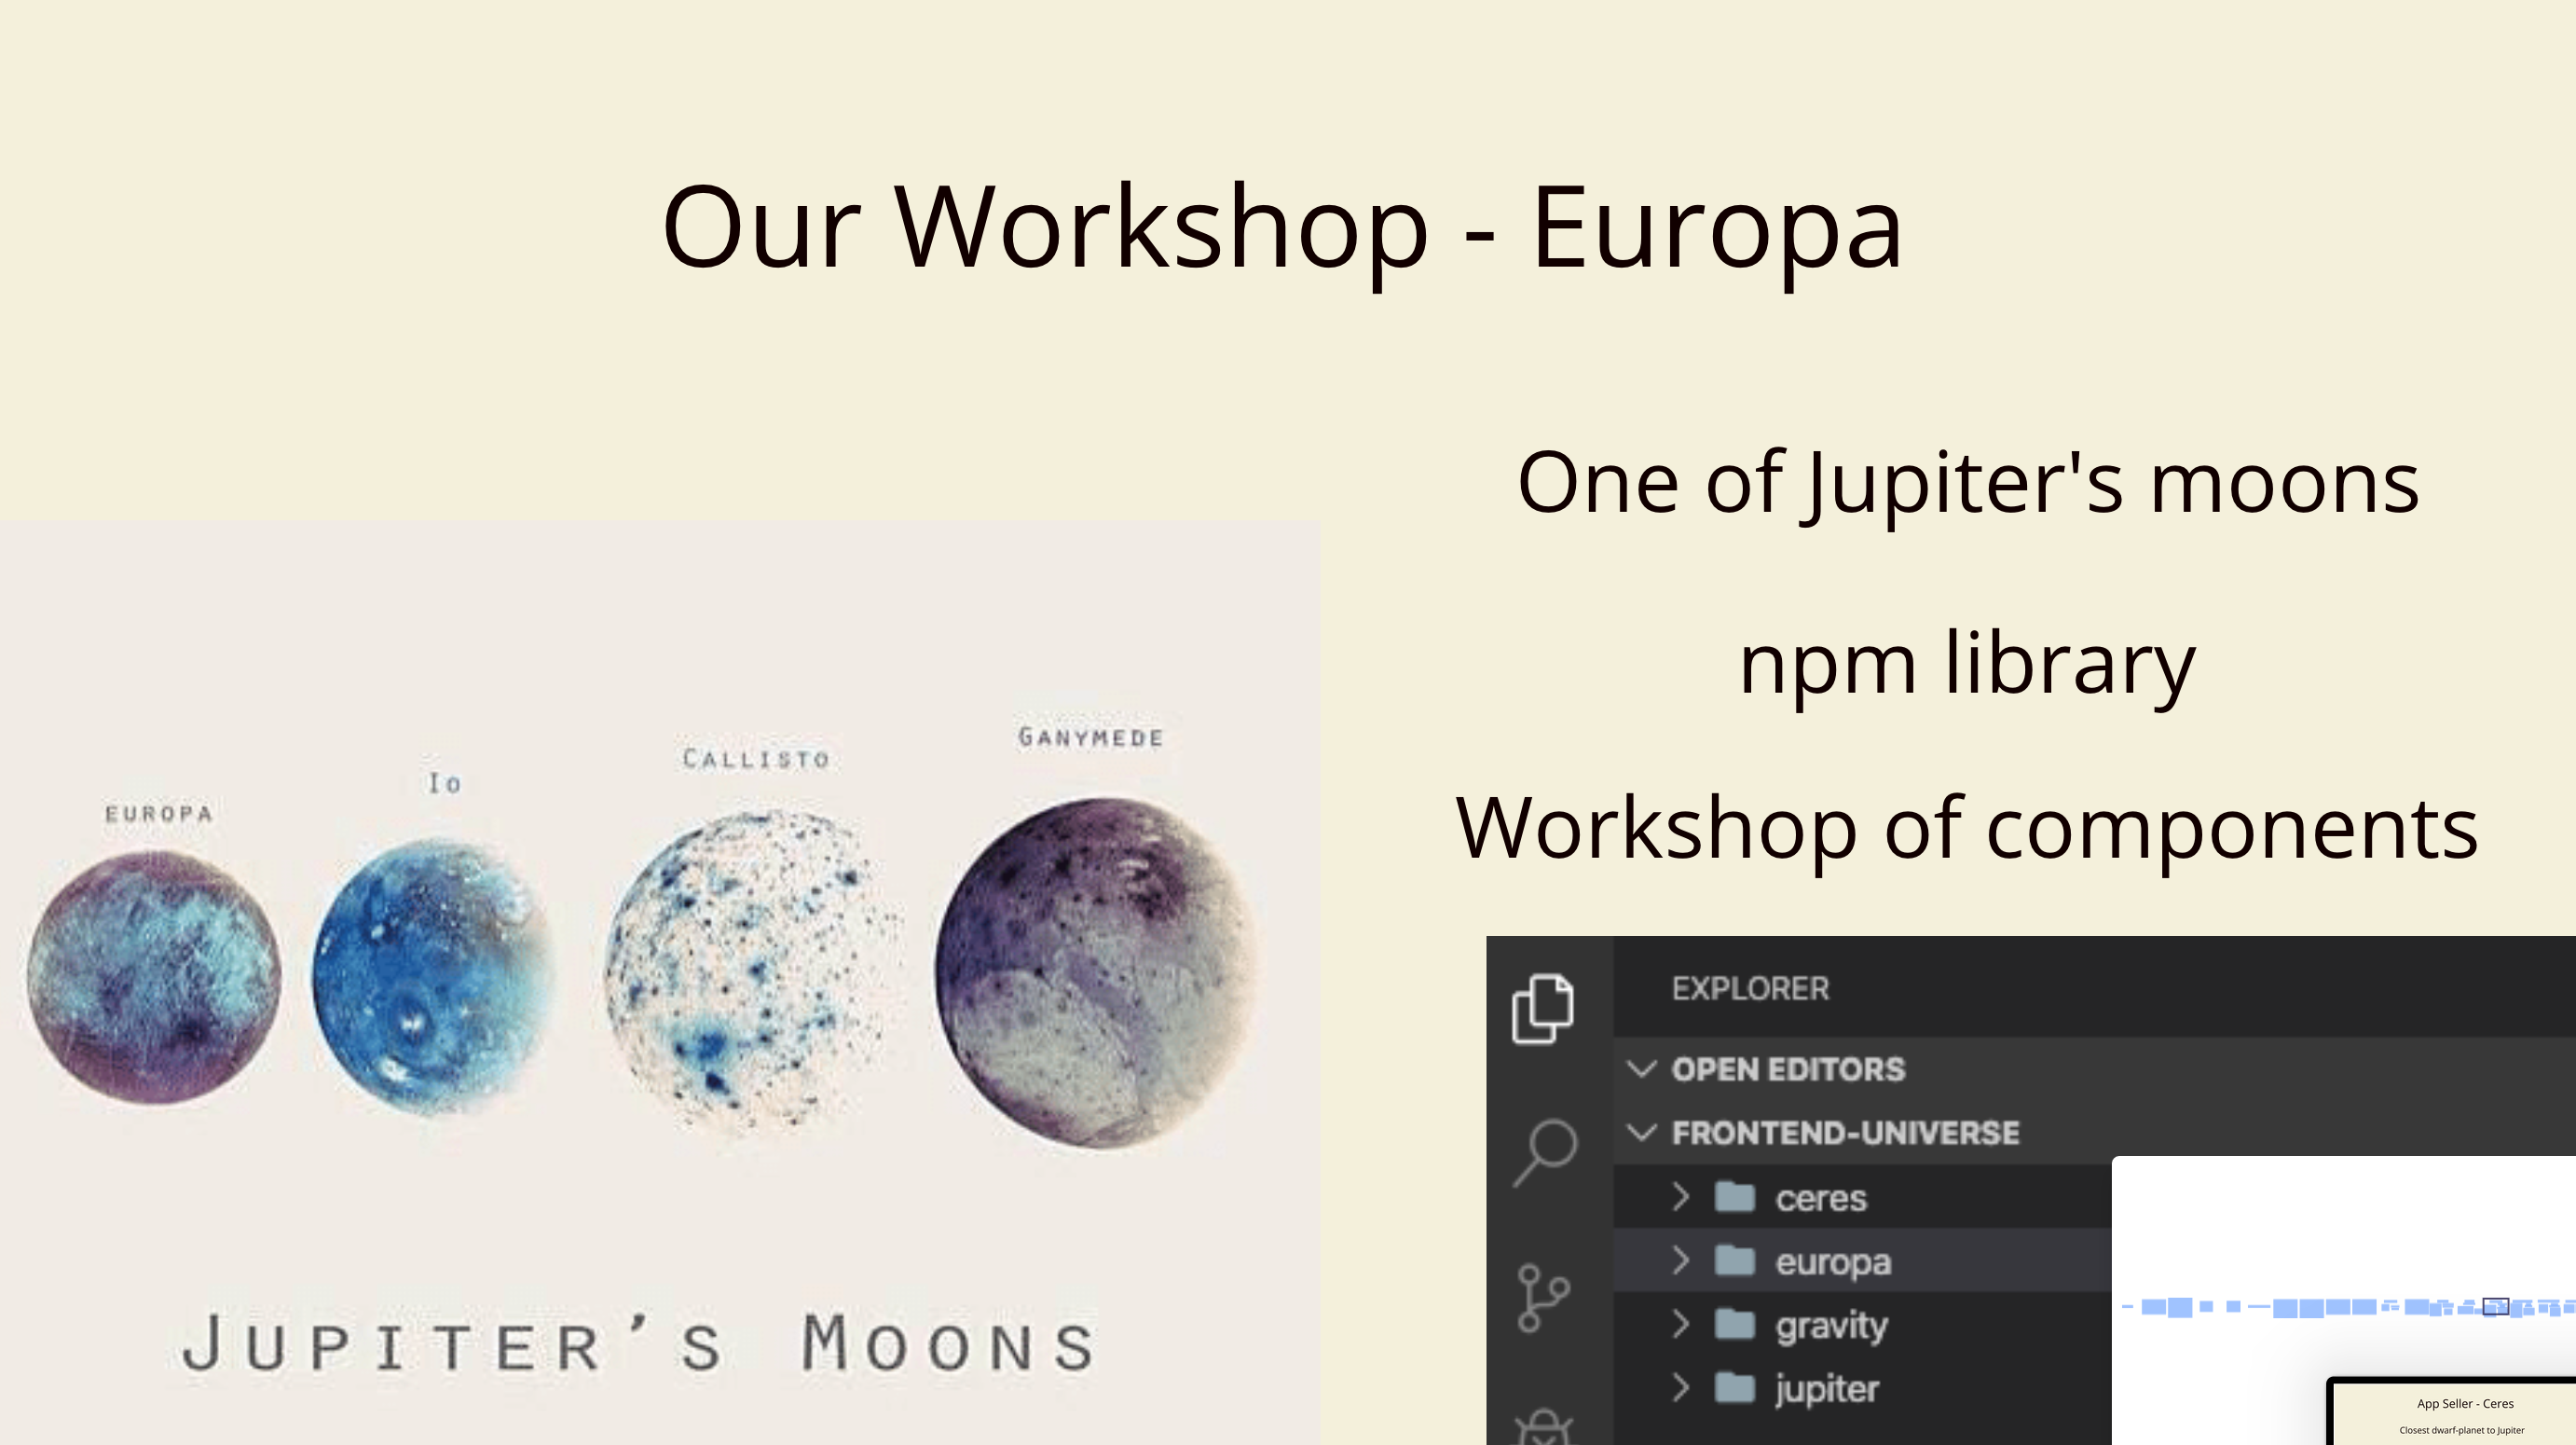 Our Workshop - Europa
One of Jupiter's moons
npm library
Workshop of components
EUROPA
Io
CALLISTO
GANYMEDE
JUPITER'S MOONS
EXPLORER
OPEN EDITORS
FRONTEND-UNIVERSE
ceres
europa
gravity
jupiter
App Seller - Ceres
Closest dwarf-planet to Jupiter